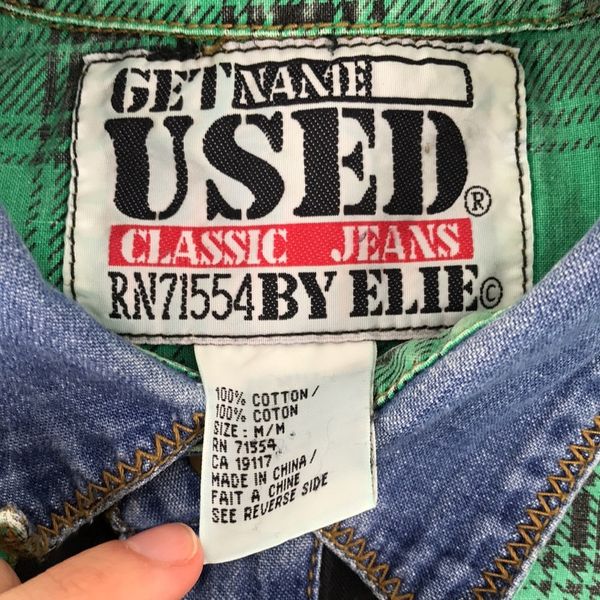 GET NAME
USED®
CLASSIC JEANS
RN71554 BY ELIE©
100% COTTON/
100% COTON
SIZE : M/M
RN 71554
CA 19117
MADE IN CHINA/
FAIT A CHINE
SEE REVERSE SIDE